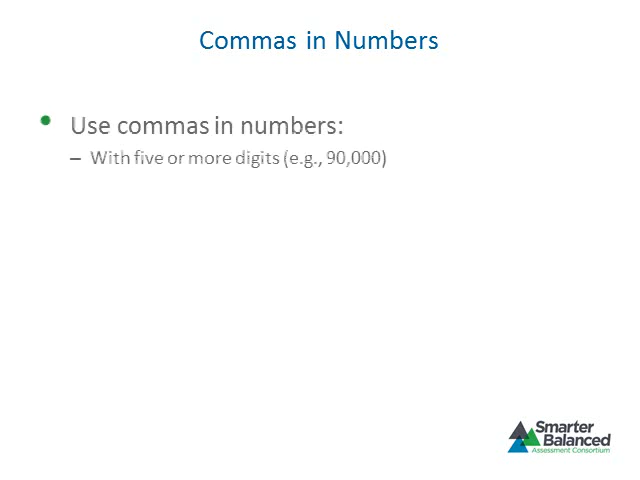 Commas in Numbers
• Use commas in numbers:
– With five or more digits (e.g., 90,000)
Smarter
Balanced
Assessment Consortium